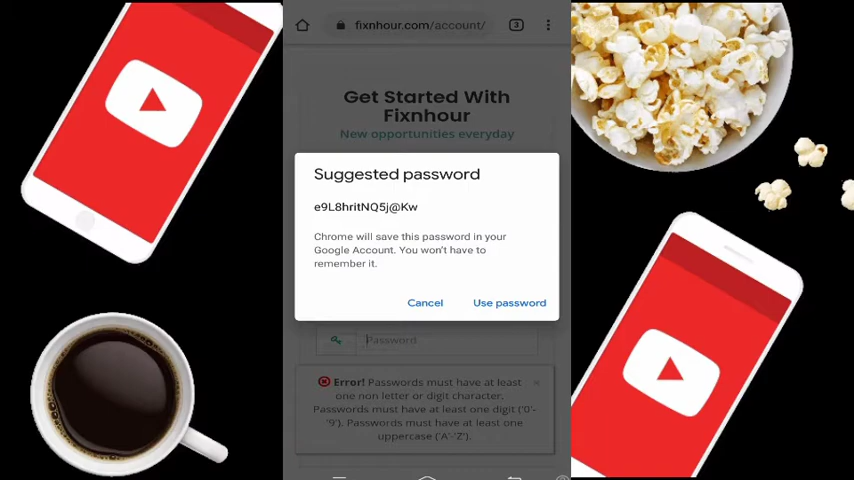 fixnhour.com/account/
3
Get Started With
Fixnhour
New opportunities everyday
Suggested password
e9L8hritNQ5j@Kw
Chrome will save this password in your
Google Account. You won't have to
remember it.
Cancel Use password
Password
Error! Passwords must have at least ×
one non letter or digit character.
Passwords must have at least one digit ('0'-
'9'). Passwords must have at least one
uppercase ('A'-'Z').